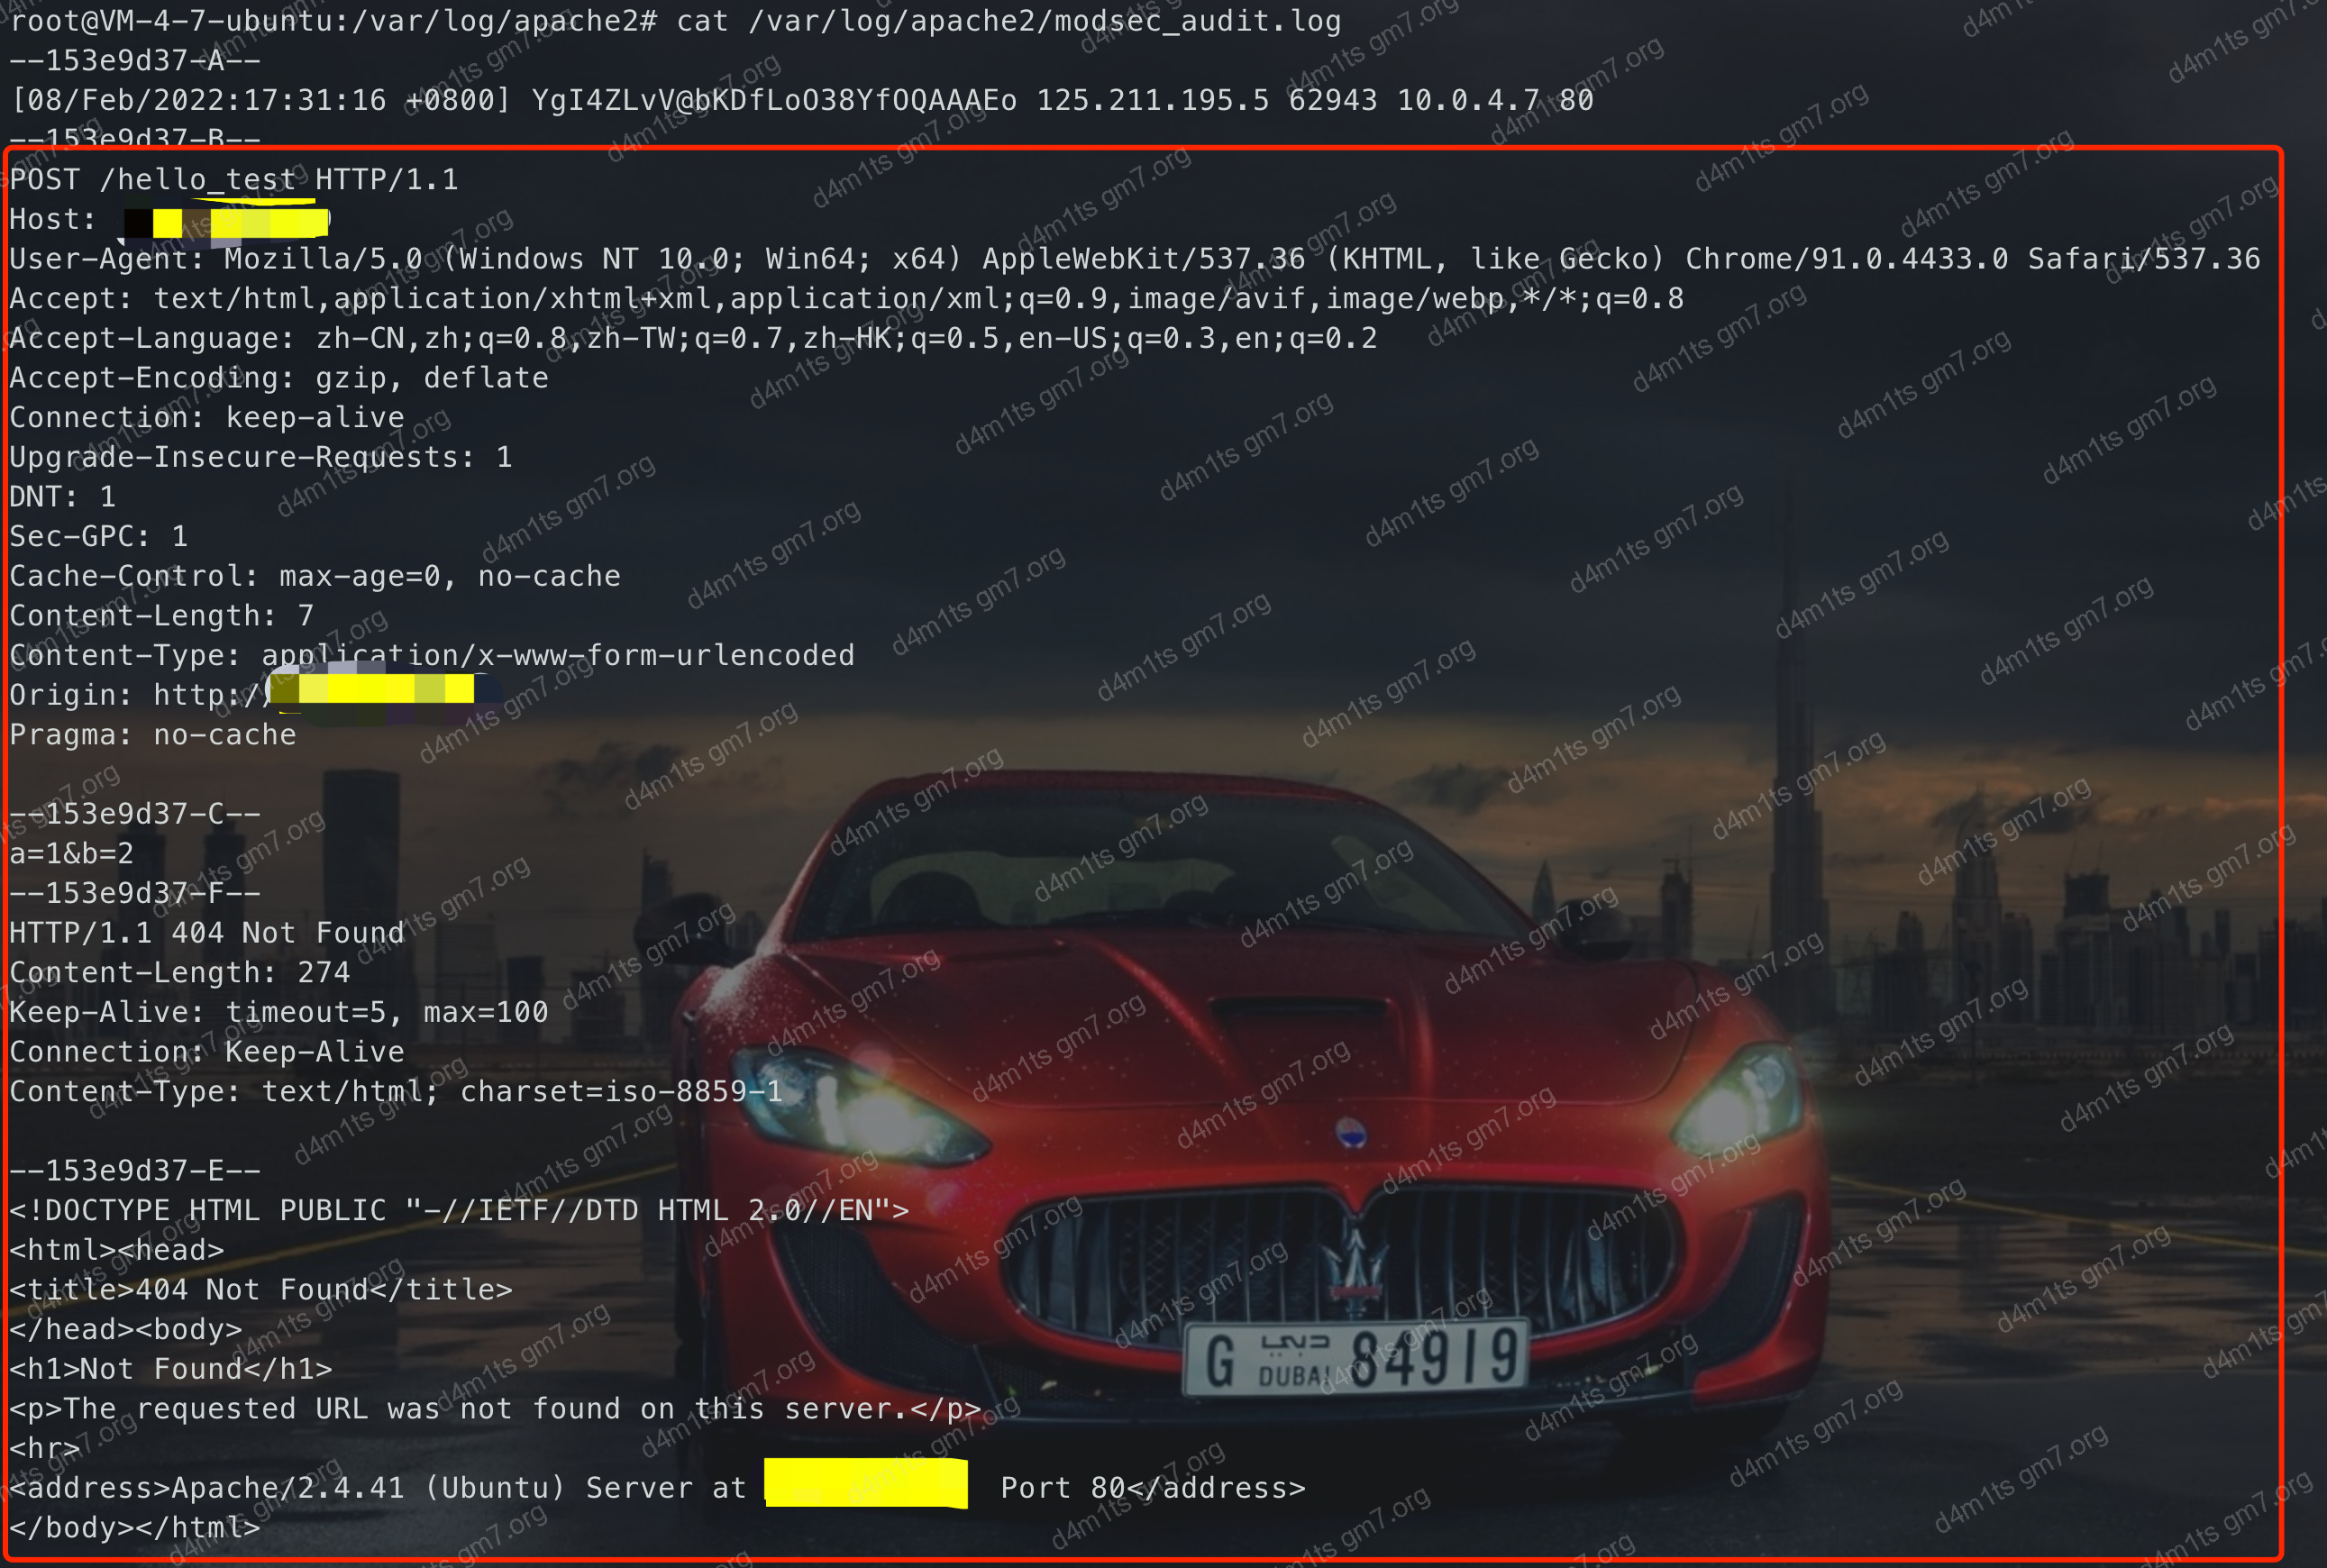 root@VM-4-7-ubuntu:/var/log/apache2# cat /var/log/apache2/modsec_audit.log
--153e9d37-A--
[08/Feb/2022:17:31:16 +0800] YgI4ZLvV@bKDfLoO38YfOQAAAEo 125.211.195.5 62943 10.0.4.7 80
--153e9d37-B--
POST /hello_test HTTP/1.1
Host:
User-Agent: Mozilla/5.0 (Windows NT 10.0; Win64; x64) AppleWebKit/537.36 (KHTML, like Gecko) Chrome/91.0.4433.0 Safari/537.36
Accept: text/html,application/xhtml+xml,application/xml;q=0.9,image/avif,image/webp,*/*;q=0.8
Accept-Language: zh-CN,zh;q=0.8,zh-TW;q=0.7,zh-HK;q=0.5,en-US;q=0.3,en;q=0.2
Accept-Encoding: gzip, deflate
Connection: keep-alive
Upgrade-Insecure-Requests: 1
DNT: 1
Sec-GPC: 1
Cache-Control: max-age=0, no-cache
Content-Length: 7
Content-Type: application/x-www-form-urlencoded
Origin: http://
Pragma: no-cache
--153e9d37-C--
a=1&b=2
--153e9d37-F--
HTTP/1.1 404 Not Found
Content-Length: 274
Keep-Alive: timeout=5, max=100
Connection: Keep-Alive
Content-Type: text/html; charset=iso-8859-1
--153e9d37-E--
<!DOCTYPE HTML PUBLIC "-//IETF//DTD HTML 2.0//EN">
<html><head>
<title>404 Not Found</title>
</head><body>
<h1>Not Found</h1>
<p>The requested URL was not found on this server.</p>
<hr>
<address>Apache/2.4.41 (Ubuntu) Server at Port 80</address>
</body></html>
G دبي DUBAI 84919
d4m1ts gm7.org